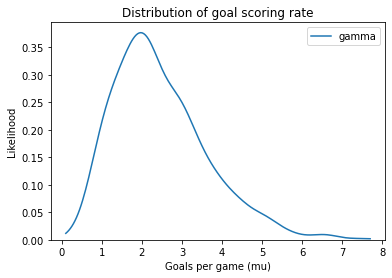 Distribution of goal scoring rate
gamma
Likelihood
0.35
0.30
0.25
0.20
0.15
0.10
0.05
0.00
0 1 2 3 4 5 6 7 8
Goals per game (mu)